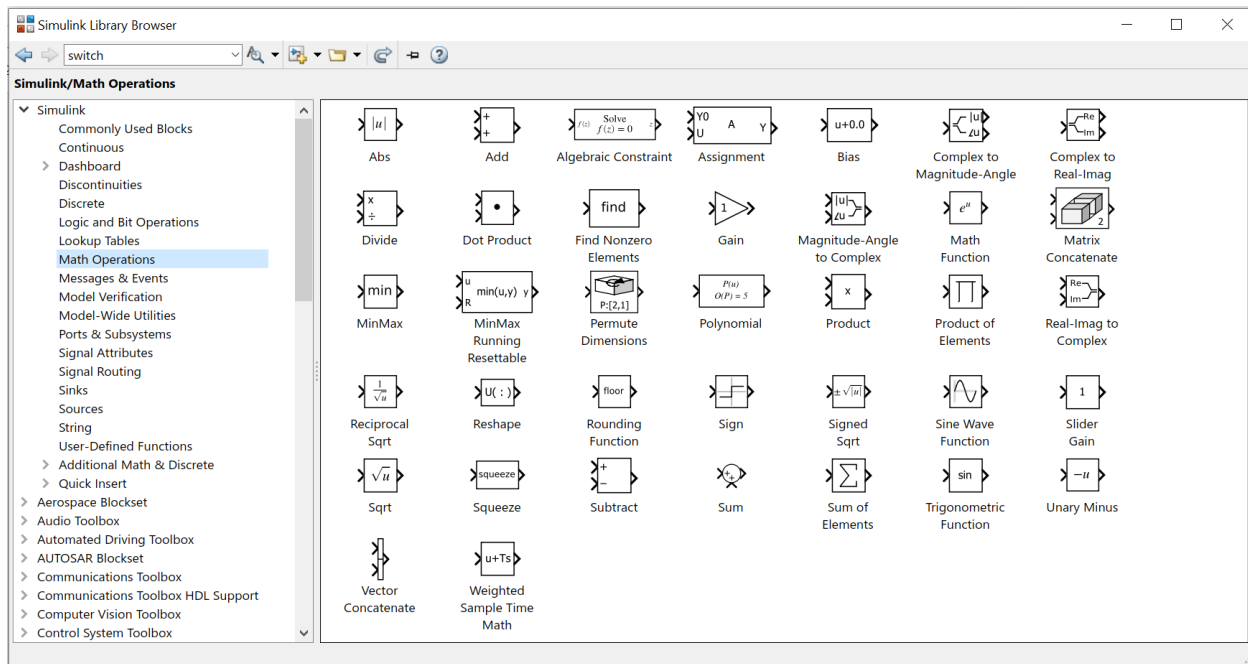 Simulink Library Browser
switch
Simulink/Math Operations
Simulink
Commonly Used Blocks
Continuous
Dashboard
Discontinuities
Discrete
Logic and Bit Operations
Lookup Tables
Math Operations
Messages & Events
Model Verification
Model-Wide Utilities
Ports & Subsystems
Signal Attributes
Signal Routing
Sinks
Sources
String
User-Defined Functions
Additional Math & Discrete
Quick Insert
Aerospace Blockset
Audio Toolbox
Automated Driving Toolbox
AUTOSAR Blockset
Communications Toolbox
Communications Toolbox HDL Support
Computer Vision Toolbox
Control System Toolbox
|u|
Abs
+
+
Add
Solve
f(z) f(z) = 0 z
Algebraic Constraint
Y0
U A Y
Assignment
u+0.0
Bias
|u|
∠u
Complex to
Magnitude-Angle
Re
Im
Complex to
Real-Imag
×
÷
Divide
Dot Product
find
Find Nonzero
Elements
1
Gain
|u|
∠u
Magnitude-Angle
to Complex
e^u
Math
Function
2
Matrix
Concatenate
min
MinMax
u
R min(u,y) y
MinMax
Running
Resettable
P:[2,1]
Permute
Dimensions
P(u)
O(P) = 5
Polynomial
×
Product
∏
Product of
Elements
Re
Im
Real-Imag to
Complex
1
√u
Reciprocal
Sqrt
U( : )
Reshape
floor
Rounding
Function
Sign
±√|u|
Signed
Sqrt
Sine Wave
Function
1
Slider
Gain
√u
Sqrt
squeeze
Squeeze
+
−
Subtract
+
+
Sum
∑
Sum of
Elements
sin
Trigonometric
Function
−u
Unary Minus
Vector
Concatenate
u+Ts
Weighted
Sample Time
Math